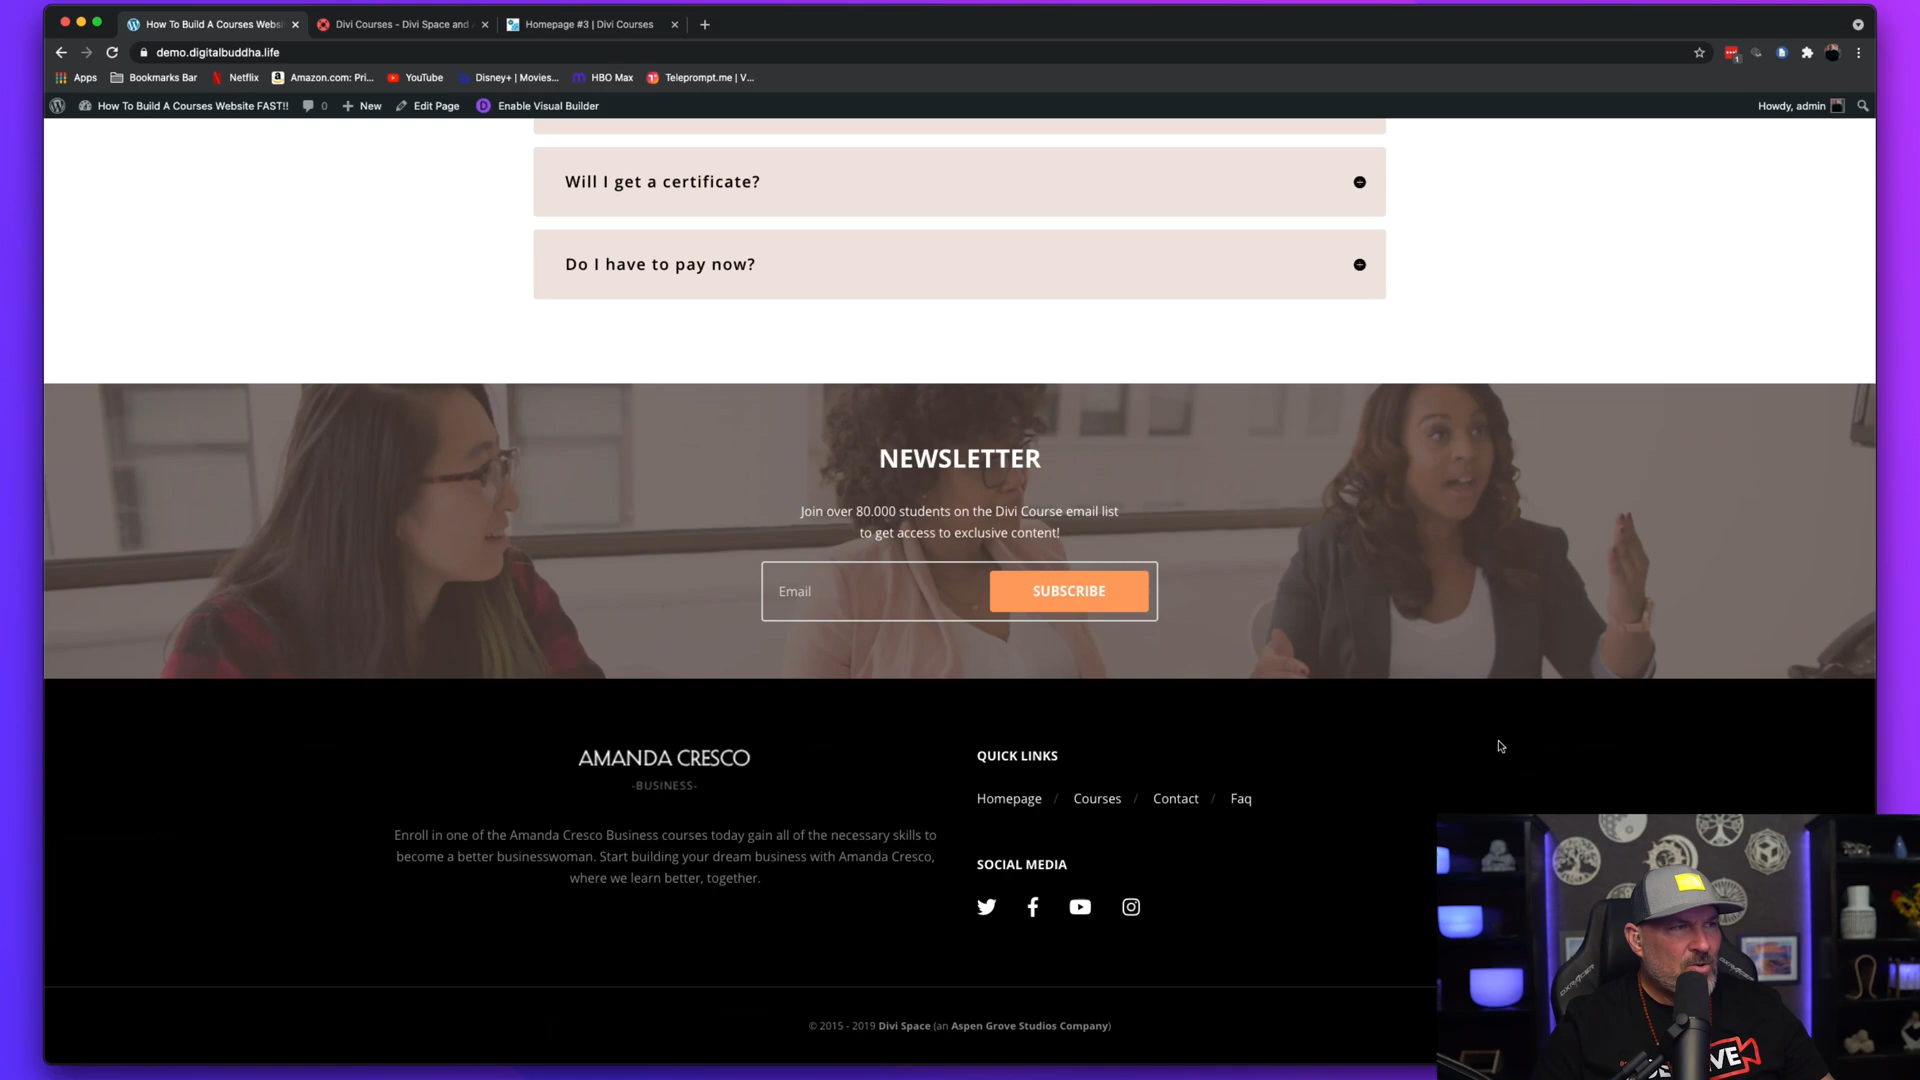 How To Build A Courses Websi
Divi Courses - Divi Space and
Homepage #3 | Divi Courses
demo.digitalbuddha.life
Apps
Bookmarks Bar
Netflix
Amazon.com: Pri...
YouTube
Disney+ | Movies...
HBO Max
Teleprompt.me | V...
How To Build A Courses Website FAST!!
0
New
Edit Page
Enable Visual Builder
Howdy, admin
Will I get a certificate?
Do I have to pay now?
NEWSLETTER
Join over 80.000 students on the Divi Course email list
to get access to exclusive content!
Email
SUBSCRIBE
AMANDA CRESCO
-BUSINESS-
Enroll in one of the Amanda Cresco Business courses today gain all of the necessary skills to
become a better businesswoman. Start building your dream business with Amanda Cresco,
where we learn better, together.
QUICK LINKS
Homepage / Courses / Contact / Faq
SOCIAL MEDIA
© 2015 - 2019 Divi Space (an Aspen Grove Studios Company)